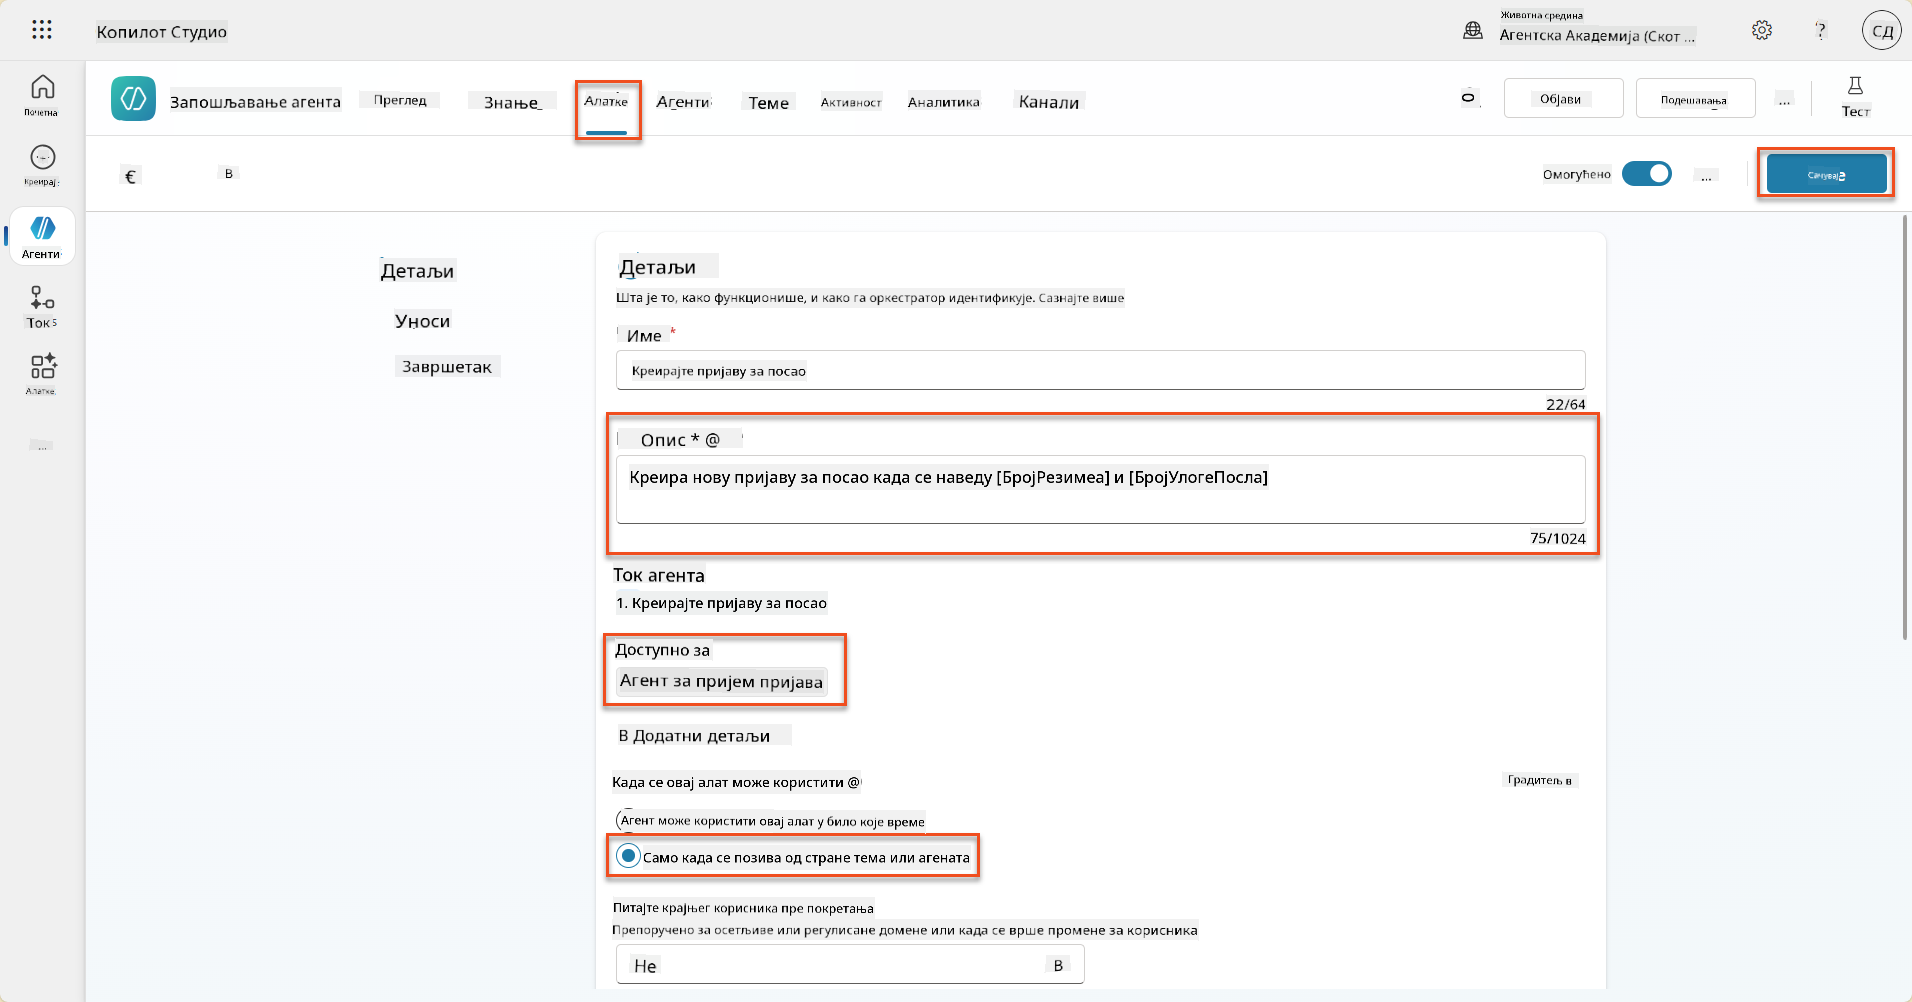 Копилот Студио
Животна средина
Агентска Академија (Скот ...
?
СД
Почетна
Креирај
Агенти
Ток
Алатке
...
Запошљавање агента
Преглед
Знање
Алатке
Агенти
Теме
Активност
Аналитика
Канали
Објави
Подешавања
...
Тест
€
В
Омогућено
...
Сачувај
Детаљи
Уноси
Завршетак
Детаљи
Шта је то, како функционише, и како га оркестратор идентификује. Сазнајте више
Име *
Креирајте пријаву за посао
22/64
Опис * @
Креира нову пријаву за посао када се наведу [БројРезимеа] и [БројУлогеПосла]
75/1024
Ток агента
1. Креирајте пријаву за посао
Доступно за
Агент за пријем пријава
В Додатни детаљи
Када се овај алат може користити @
Градитељ в
Агент може користити овај алат у било које време
Само када се позива од стране тема или агената
Питајте крајњег корисника пре покретања
Препоручено за осетљиве или регулисане домене или када се врше промене за корисника
Не
В